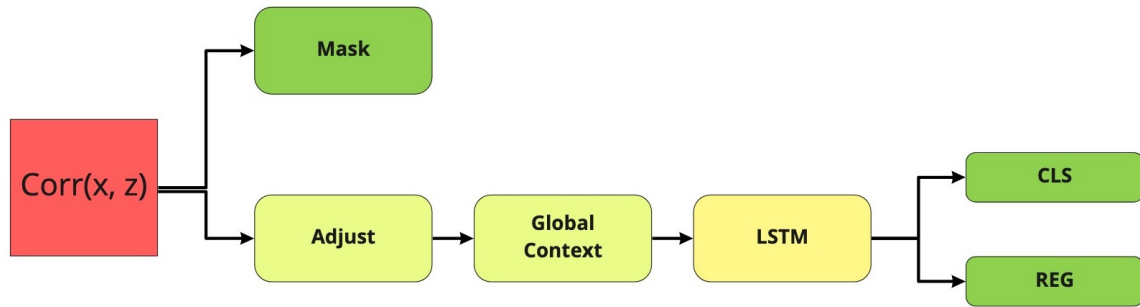 Mask
Corr(x, z)
Adjust
Global
Context
LSTM
CLS
REG